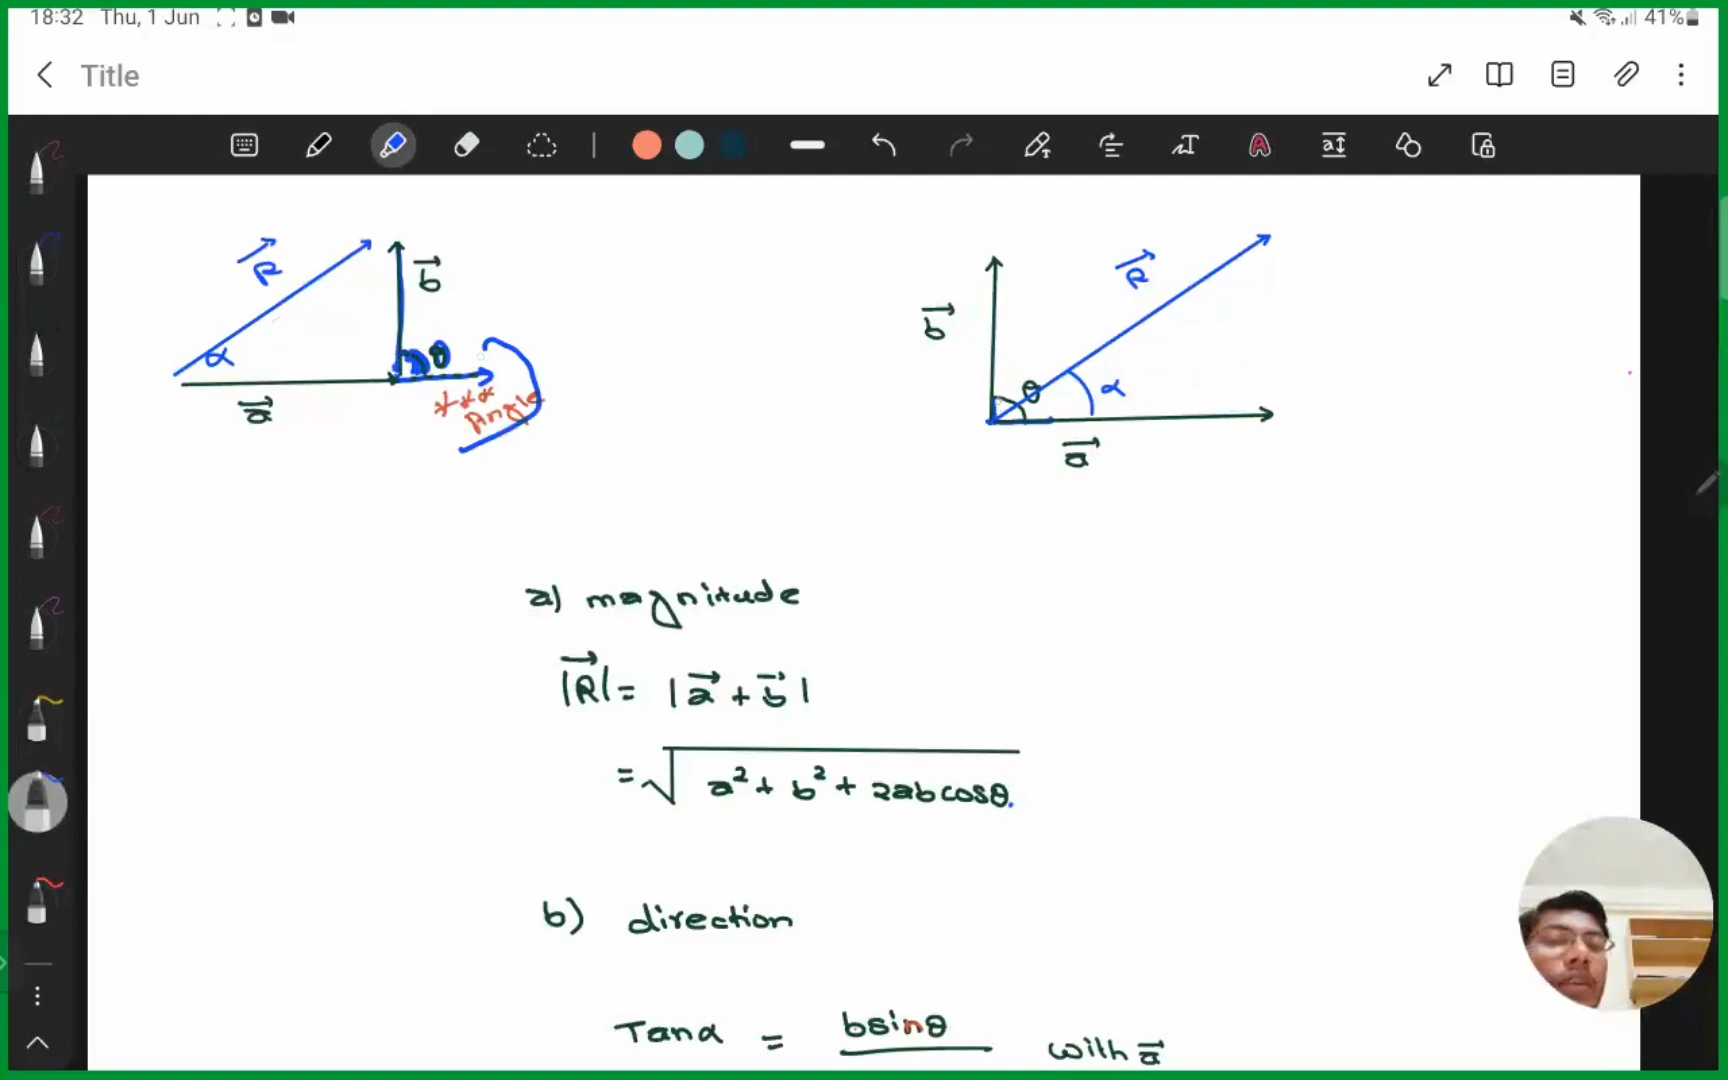 18:32 Thu, 1 Jun
41%
Title
R
b
α
θ
a
***
Angle
R
b
θ
α
a
a) magnitude
|R| = |a + b|
= √ a² + b² + 2abcosθ.
b) direction
Tanα = bsinθ with a